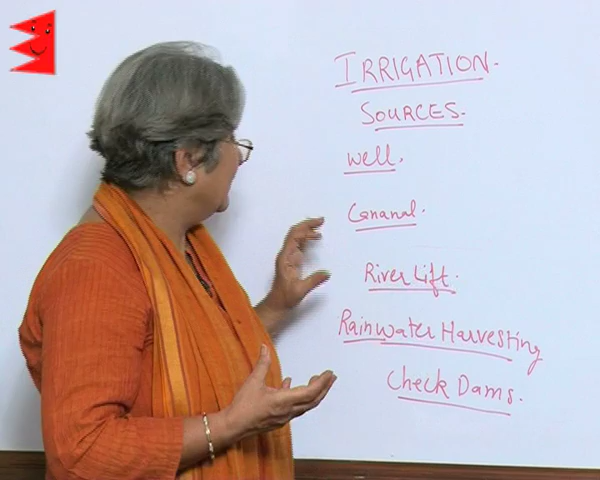 IRRIGATION.
SOURCES.
well.
Cananal.
River Lift.
Rainwater Harvesting
Check Dams.